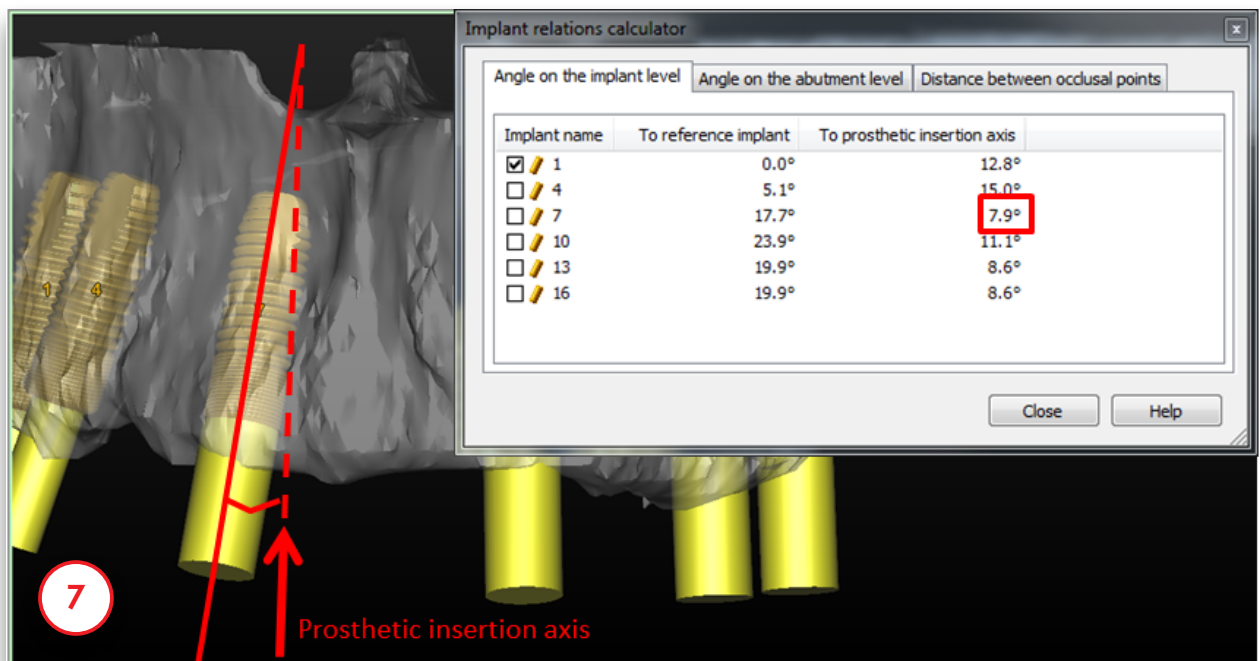 Implant relations calculator
x
Angle on the implant level Angle on the abutment level Distance between occlusal points
Implant name To reference implant To prosthetic insertion axis
1 0.0° 12.8°
4 5.1° 15.0°
7 17.7° 7.9°
10 23.9° 11.1°
13 19.9° 8.6°
16 19.9° 8.6°
Close Help
1 4 7
7
Prosthetic insertion axis